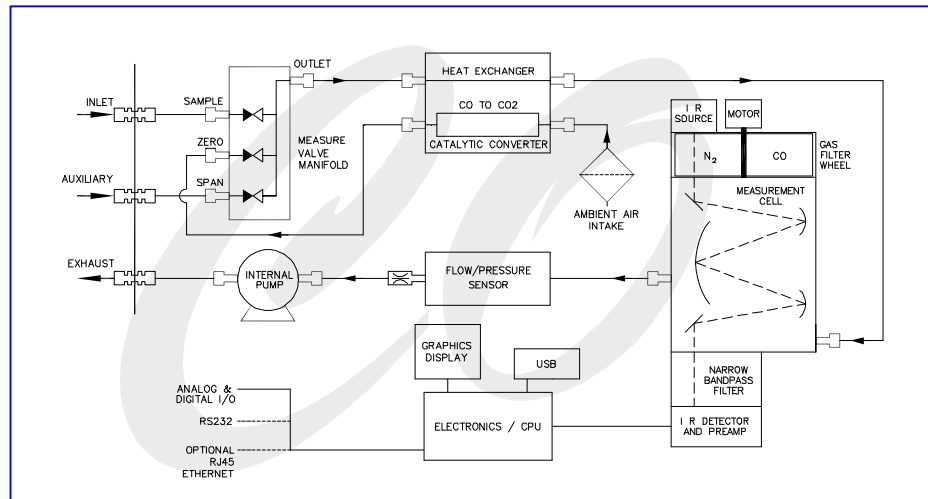 OUTLET
INLET
SAMPLE
ZERO
MEASURE
VALVE
MANIFOLD
AUXILIARY
SPAN
HEAT EXCHANGER
CO TO CO2
CATALYTIC CONVERTER
AMBIENT AIR
INTAKE
I R
SOURCE
MOTOR
N2
CO
GAS
FILTER
WHEEL
MEASUREMENT
CELL
EXHAUST
INTERNAL
PUMP
FLOW/PRESSURE
SENSOR
GRAPHICS
DISPLAY
USB
NARROW
BANDPASS
FILTER
ANALOG &
DIGITAL I/O
RS232
OPTIONAL
RJ45
ETHERNET
ELECTRONICS / CPU
I R DETECTOR
AND PREAMP
CO